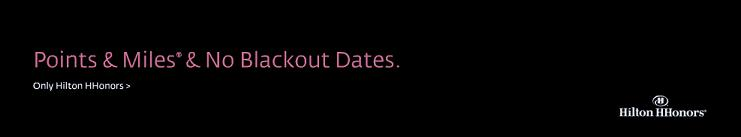 Points & Miles® & No Blackout Dates.
Only Hilton HHonors >
H
Hilton HHonors®